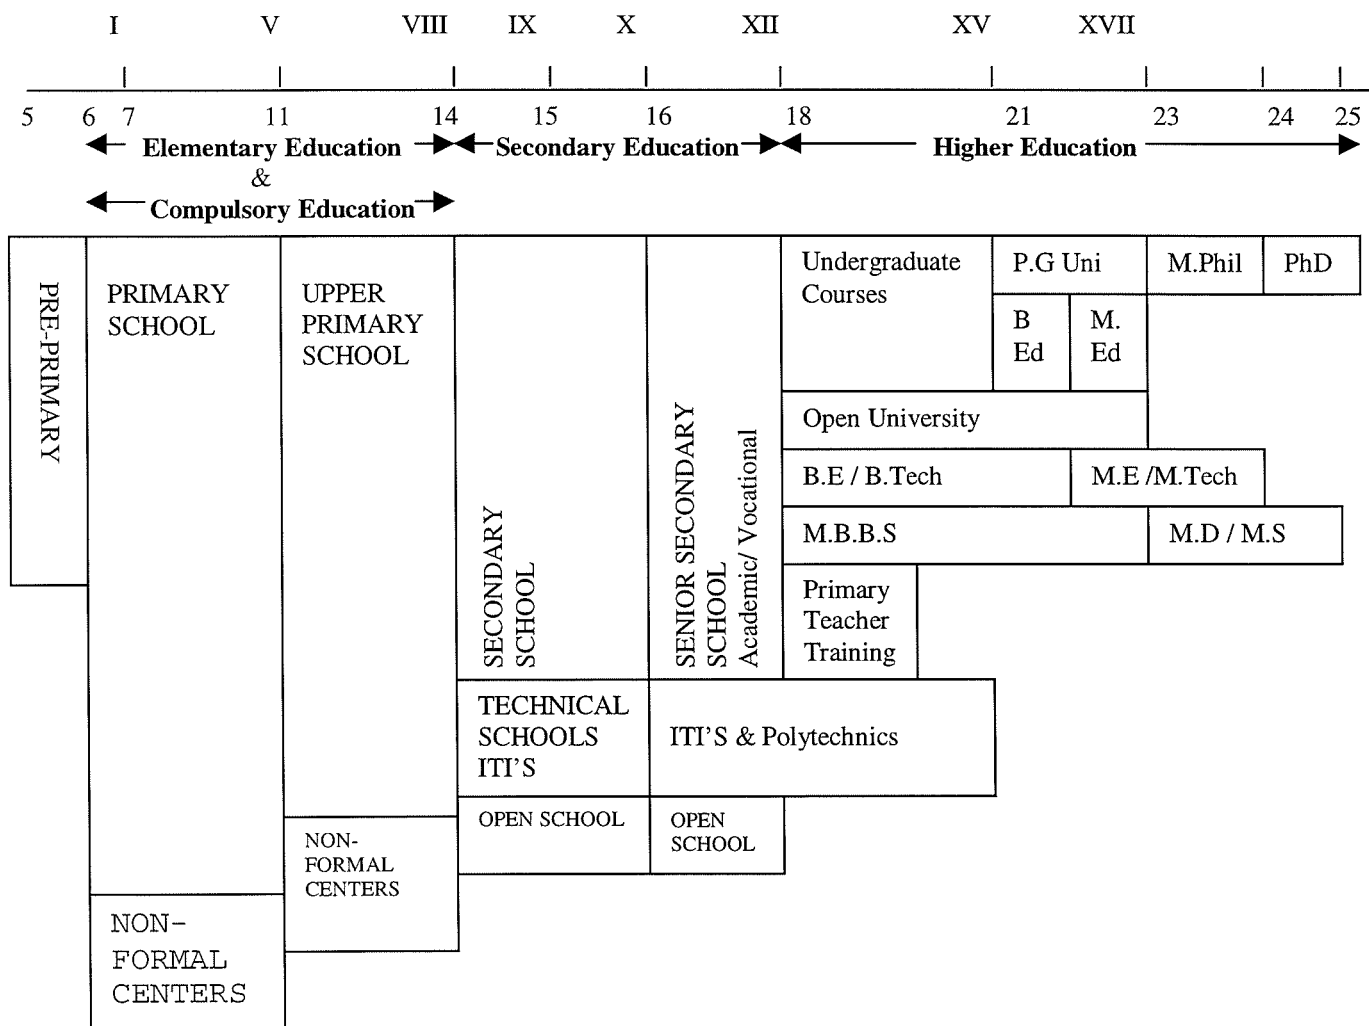 I V VIII IX X XII XV XVII
5 6 7 11 14 15 16 18 21 23 24 25
Elementary Education Secondary Education Higher Education
&
Compulsory Education
PRE-PRIMARY
PRIMARY
SCHOOL
UPPER
PRIMARY
SCHOOL
SECONDARY
SCHOOL
SENIOR SECONDARY
SCHOOL
Academic/ Vocational
Undergraduate
Courses
P.G Uni
M.Phil
PhD
B
Ed
M.
Ed
Open University
B.E / B.Tech
M.E /M.Tech
M.B.B.S
M.D / M.S
Primary
Teacher
Training
TECHNICAL
SCHOOLS
ITI'S
ITI'S & Polytechnics
OPEN SCHOOL
OPEN
SCHOOL
NON-
FORMAL
CENTERS
NON-
FORMAL
CENTERS